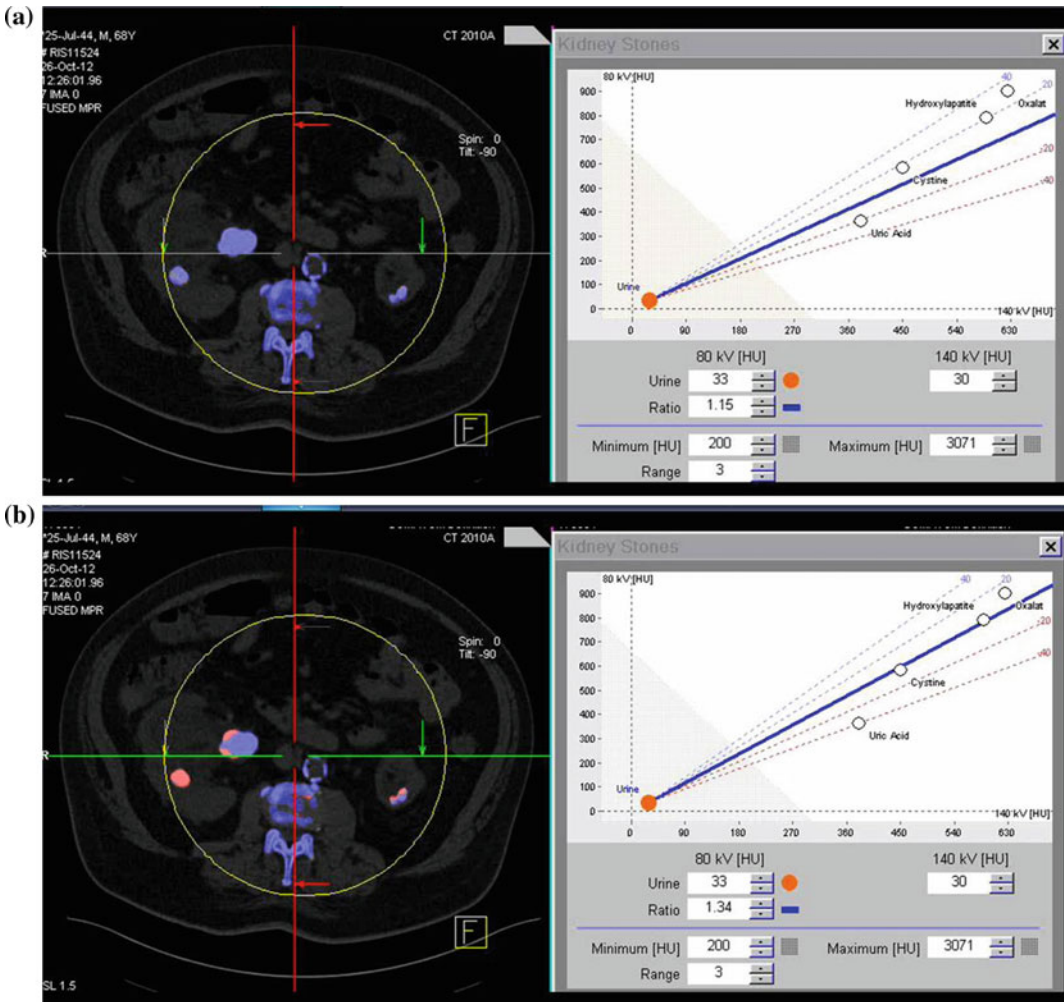 (a)
*25-Jul-44, M, 68Y
# RIS11524
26-Oct-12
12:26:01.96
7 IMA 0
FUSED MPR
CT 2010A
Spin: 0
Tilt: -90
R
F
SL 1.5
Kidney Stones
80 kV [HU]
900
800
700
600
500
400
300
200
100
0
0 90 180 270 360 450 540 630
140 kV [HU]
40
20
-20
-40
Hydroxylapatite
Oxalat
Cystine
Uric Acid
Urine
80 kV [HU] 140 kV [HU]
Urine 33 30
Ratio 1.15
Minimum [HU] 200 Maximum [HU] 3071
Range 3
(b)
*25-Jul-44, M, 68Y
# RIS11524
26-Oct-12
12:26:01.96
7 IMA 0
FUSED MPR
CT 2010A
Spin: 0
Tilt: -90
R
F
SL 1.5
Kidney Stones
80 kV [HU]
900
800
700
600
500
400
300
200
100
0
0 90 180 270 360 450 540 630
140 kV [HU]
40
20
-20
-40
Hydroxylapatite
Oxalat
Cystine
Uric Acid
Urine
80 kV [HU] 140 kV [HU]
Urine 33 30
Ratio 1.34
Minimum [HU] 200 Maximum [HU] 3071
Range 3